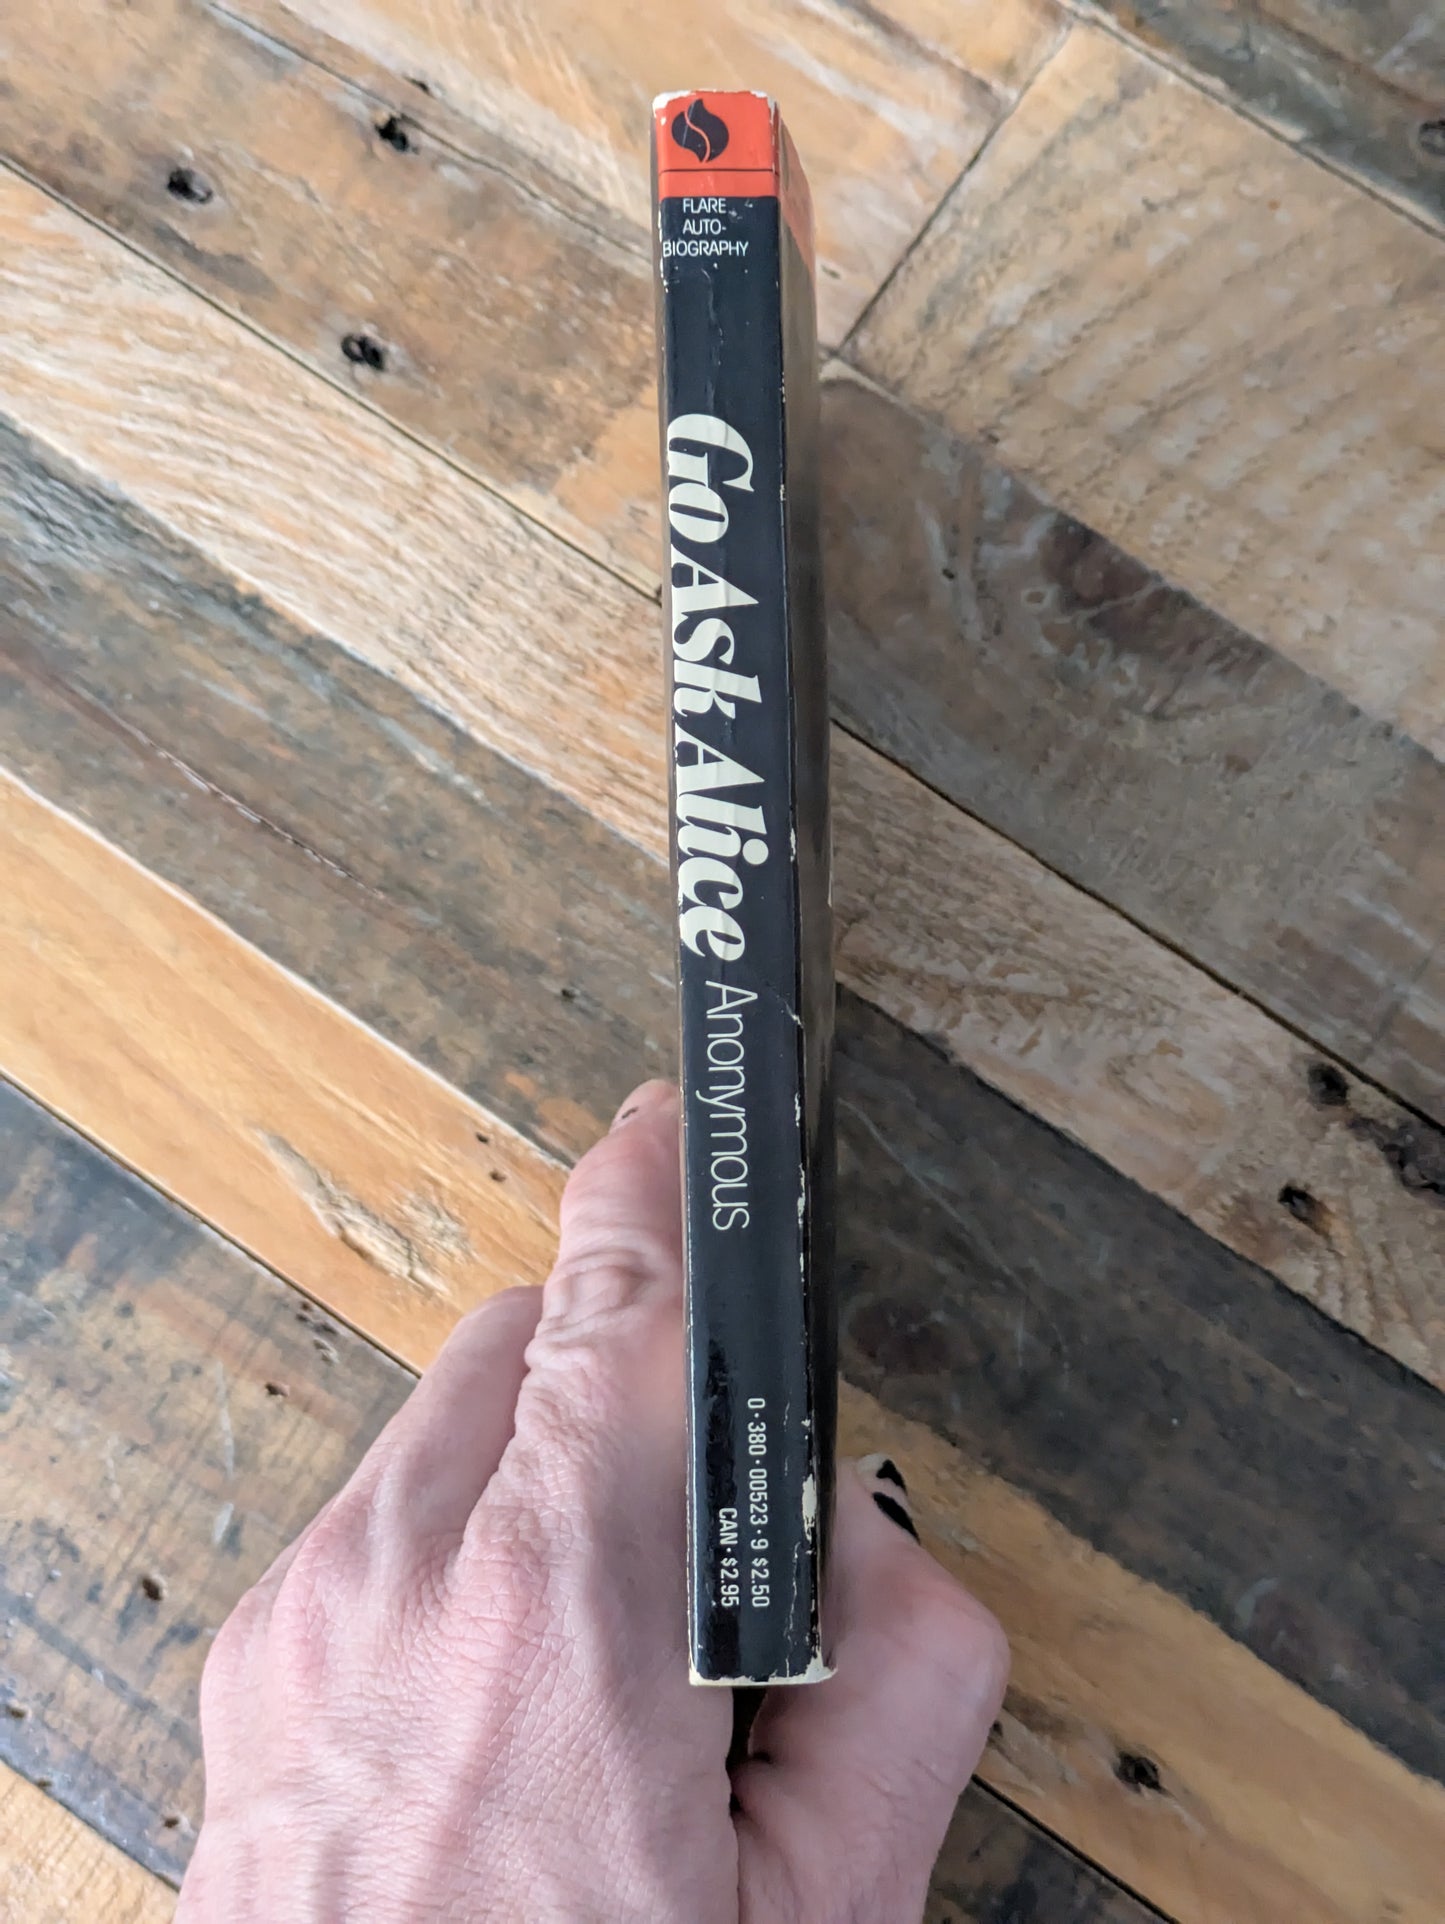 FLARE
AUTO-
BIOGRAPHY
Go Ask Alice Anonymous
0·380·00523·9 $2.50
CAN·$2.95